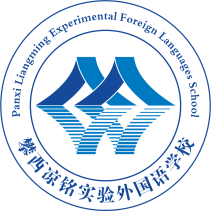 Panxi Liangming Experimental Foreign Languages School
攀西凉铭实验外国语学校